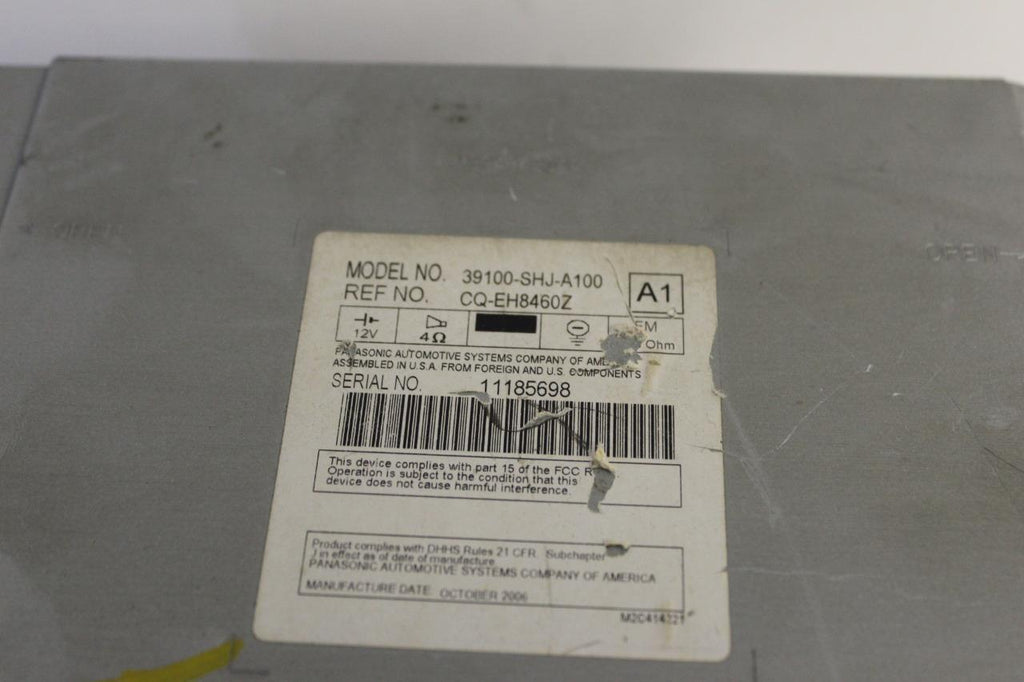 OPEN
MODEL NO. 39100-SHJ-A100
REF NO. CQ-EH8460Z
A1
12V
4Ω
EM
Ohm
PANASONIC AUTOMOTIVE SYSTEMS COMPANY OF
ASSEMBLED IN U.S.A. FROM FOREIGN AND U.S. COMPONENTS
SERIAL NO. 11185698
This device complies with part 15 of the FCC R
Operation is subject to the condition that this
device does not cause harmful interference.
Product complies with DHHS Rules 21 CFR. Subchapter
J in effect as of date of manufacture.
PANASONIC AUTOMOTIVE SYSTEMS COMPANY OF AMERICA
MANUFACTURE DATE OCTOBER 2006